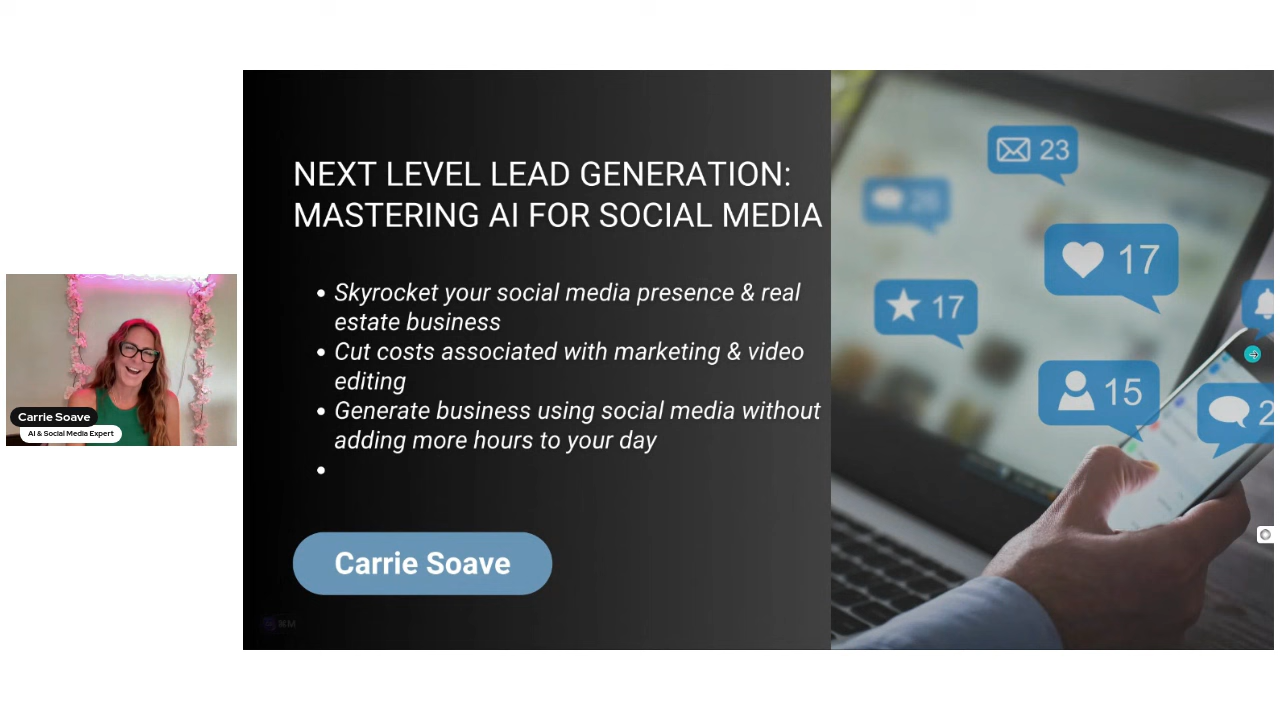 NEXT LEVEL LEAD GENERATION:
MASTERING AI FOR SOCIAL MEDIA
Skyrocket your social media presence & real
estate business
Cut costs associated with marketing & video
editing
Generate business using social media without
adding more hours to your day
Carrie Soave
Carrie Soave
AI & Social Media Expert
23
17
17
15
2